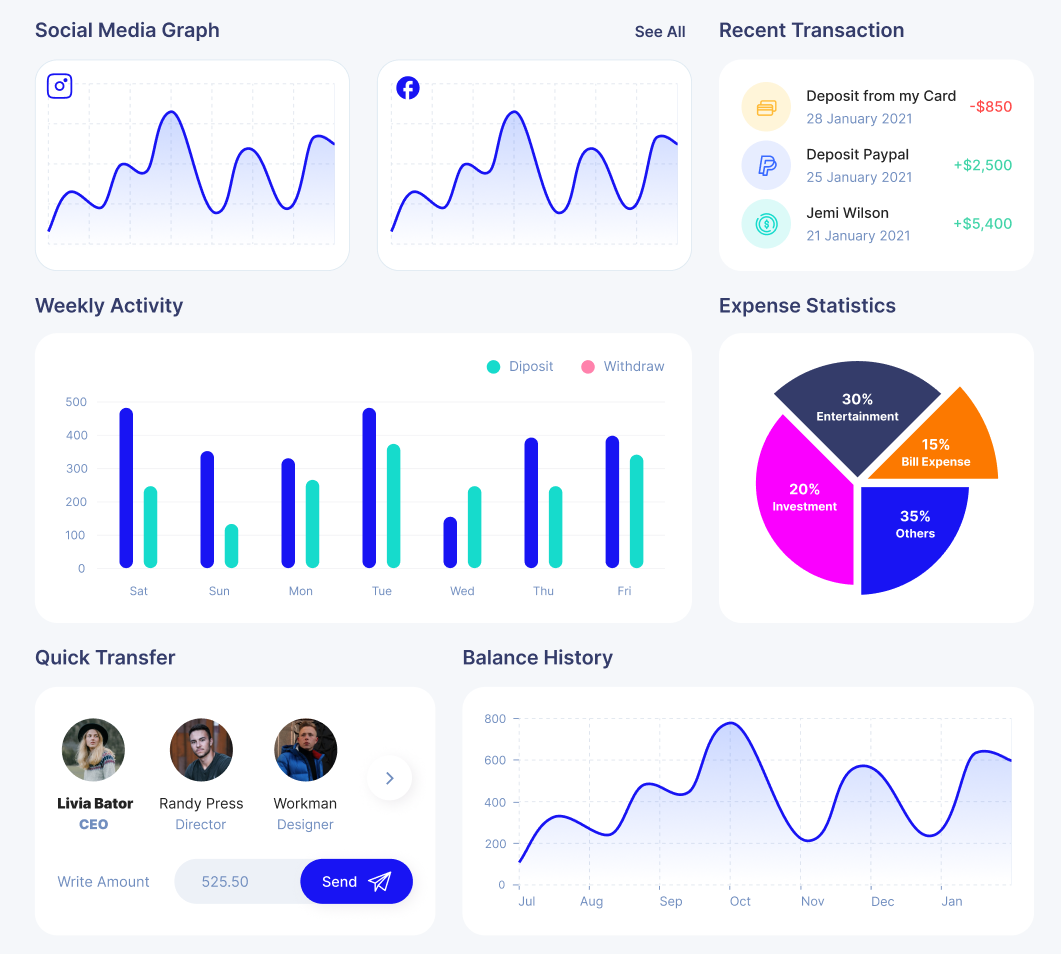 Social Media Graph
See All
Recent Transaction
Deposit from my Card
28 January 2021
-$850
Deposit Paypal
25 January 2021
+$2,500
Jemi Wilson
21 January 2021
+$5,400
Weekly Activity
Diposit Withdraw
500
400
300
200
100
0
Sat Sun Mon Tue Wed Thu Fri
Expense Statistics
30%
Entertainment
15%
Bill Expense
20%
Investment
35%
Others
Quick Transfer
Livia Bator
CEO
Randy Press
Director
Workman
Designer
Write Amount
525.50
Send
Balance History
800
600
400
200
0
Jul Aug Sep Oct Nov Dec Jan